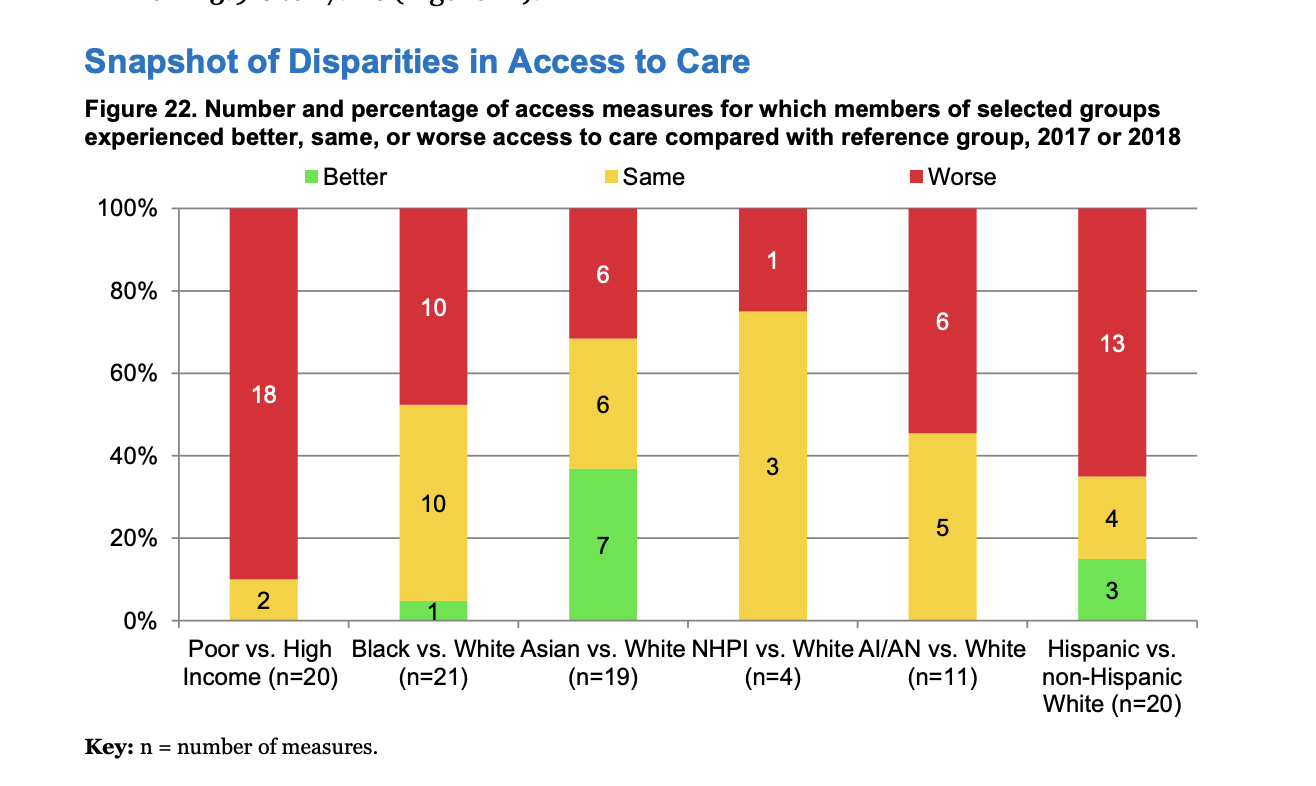 Snapshot of Disparities in Access to Care
Figure 22. Number and percentage of access measures for which members of selected groups
experienced better, same, or worse access to care compared with reference group, 2017 or 2018
Better Same Worse
100%
80%
60%
40%
20%
0%
18
2
10
10
1
6
6
7
1
3
6
5
13
4
3
Poor vs. High
Income (n=20)
Black vs. White
(n=21)
Asian vs. White
(n=19)
NHPI vs. White
(n=4)
AI/AN vs. White
(n=11)
Hispanic vs.
non-Hispanic
White (n=20)
Key: n = number of measures.